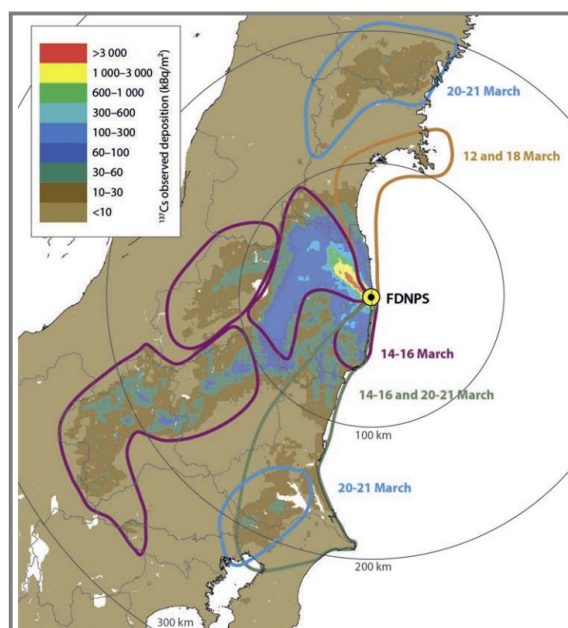 >3 000
1 000–3 000
600–1 000
300–600
100–300
60–100
30–60
10–30
<10
¹³⁷Cs observed deposition (kBq/m²)
20-21 March
12 and 18 March
FDNPS
14-16 March
14-16 and 20-21 March
100 km
20-21 March
200 km
300 km